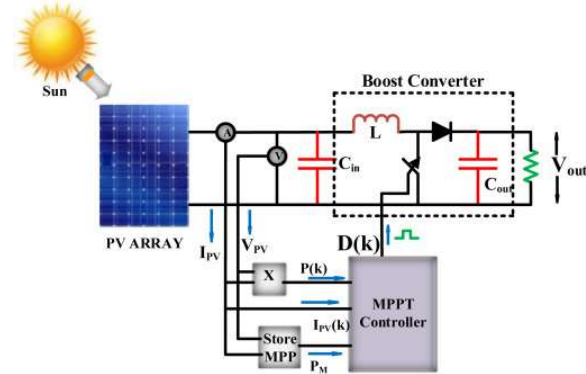 Sun
Boost Converter
A
V
L
C_in
C_out
V_out
PV ARRAY
I_PV
V_PV
D(k)
X
P(k)
I_PV(k)
MPPT
Controller
Store
MPP
P_M